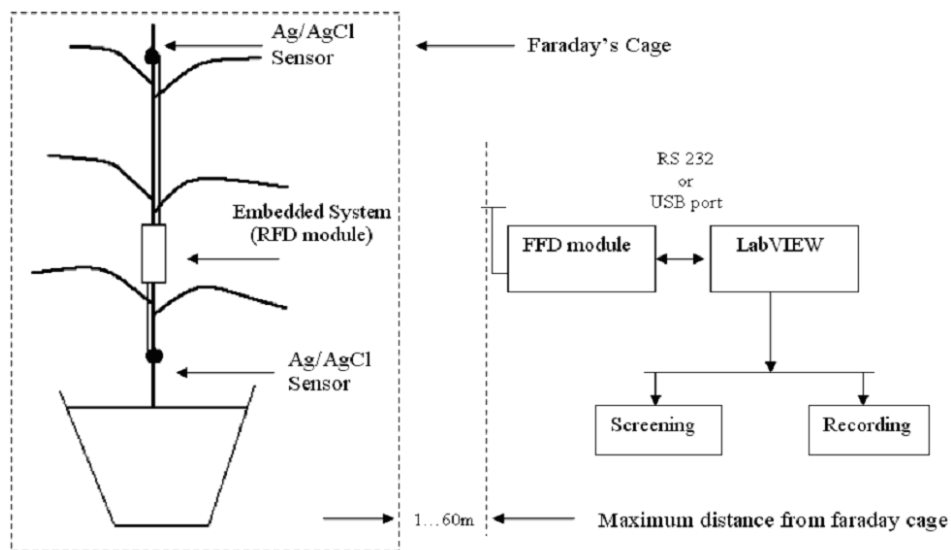 Ag/AgCl
Sensor
Faraday's Cage
RS 232
or
USB port
Embedded System
(RFD module)
FFD module
LabVIEW
Ag/AgCl
Sensor
Screening
Recording
1...60m
Maximum distance from faraday cage